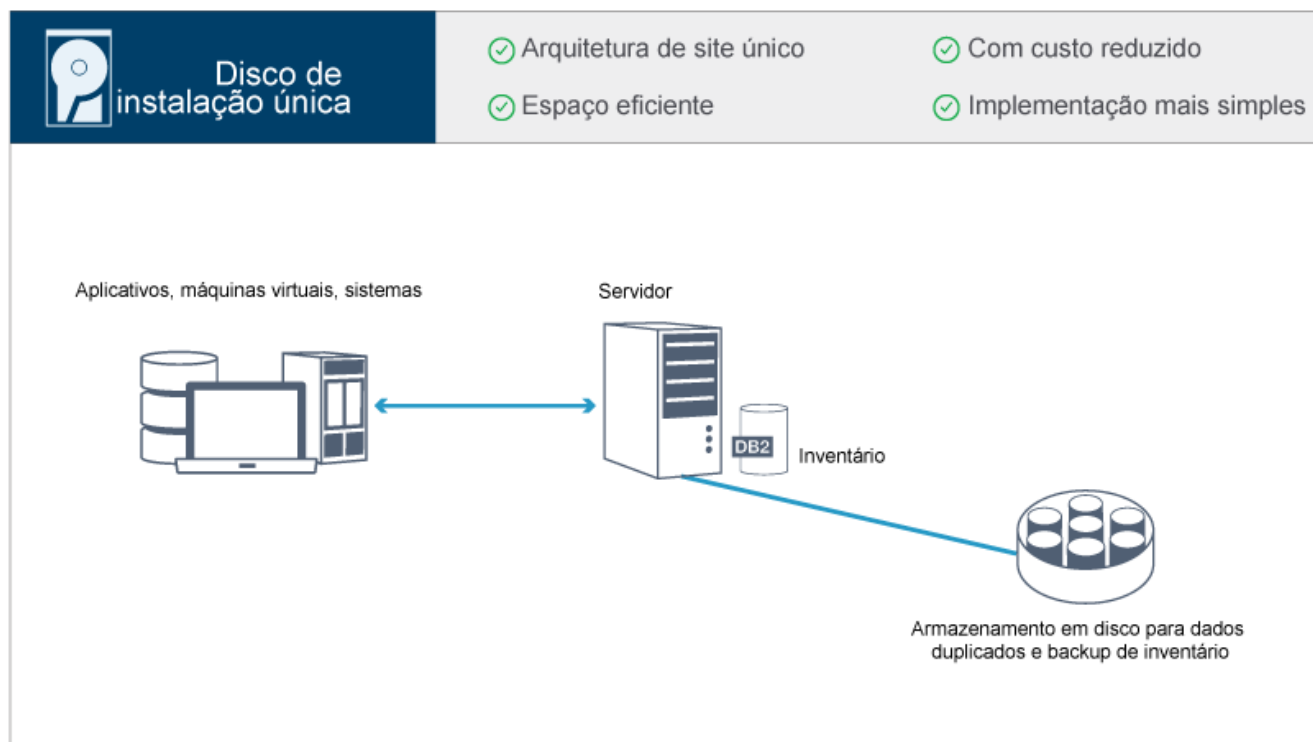 Disco de
instalação única
Arquitetura de site único
Com custo reduzido
Espaço eficiente
Implementação mais simples
Aplicativos, máquinas virtuais, sistemas
Servidor
DB2
Inventário
Armazenamento em disco para dados
duplicados e backup de inventário